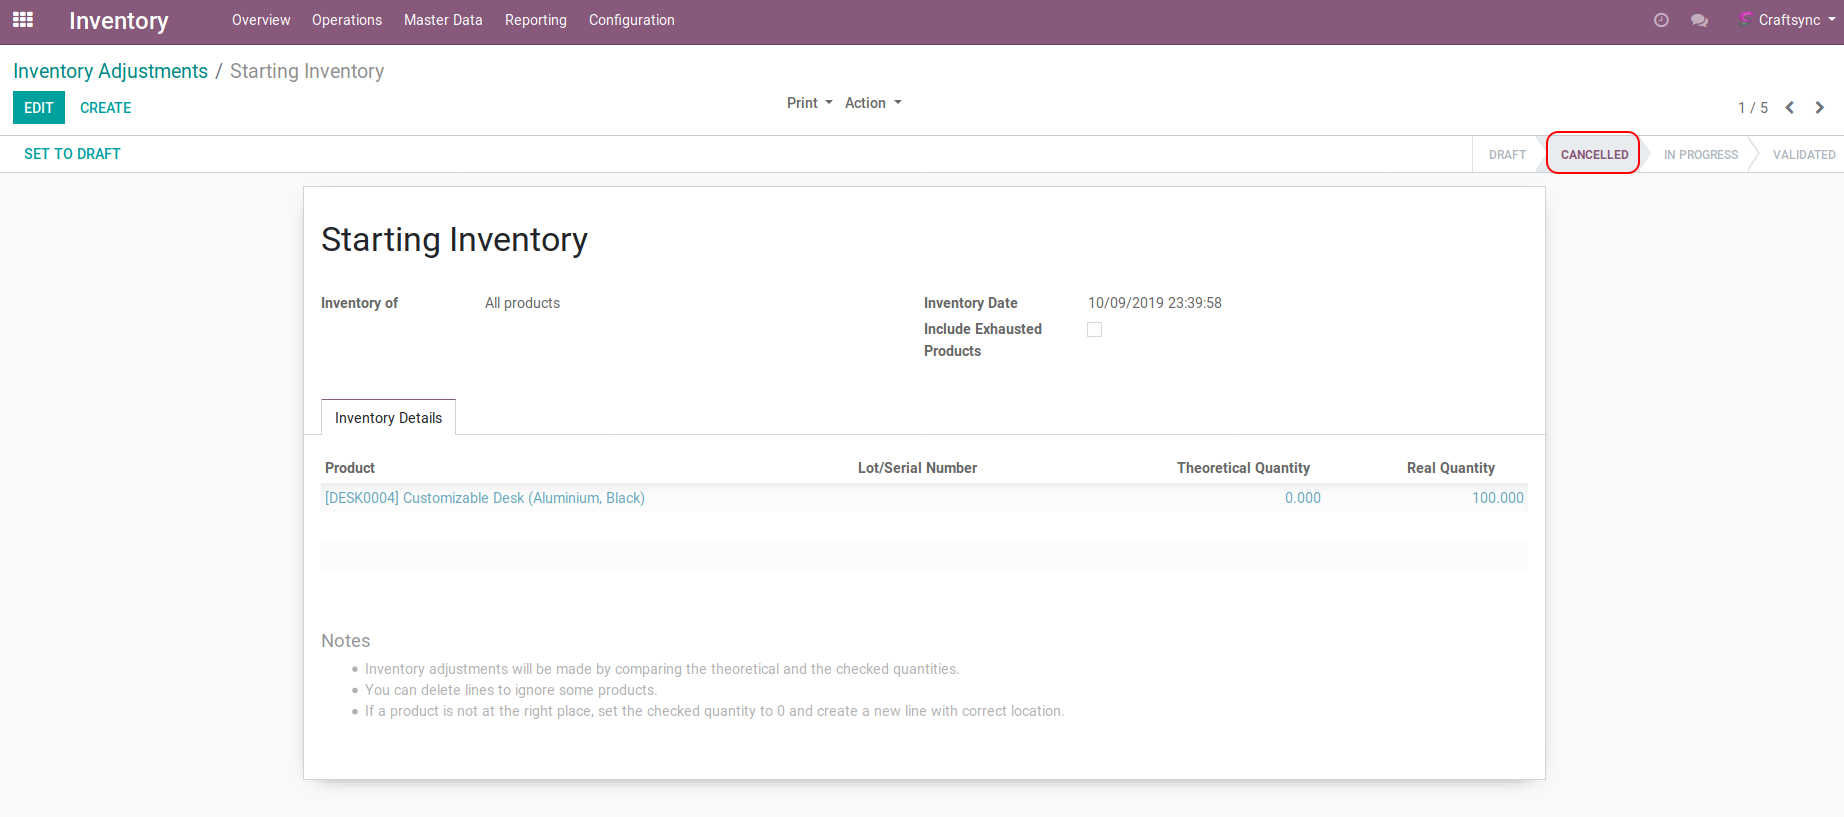 Inventory Overview Operations Master Data Reporting Configuration Craftsync
Inventory Adjustments / Starting Inventory
EDIT CREATE Print Action 1 / 5
SET TO DRAFT DRAFT CANCELLED IN PROGRESS VALIDATED
Starting Inventory
Inventory of All products Inventory Date 10/09/2019 23:39:58
Include Exhausted
Products
Inventory Details
Product Lot/Serial Number Theoretical Quantity Real Quantity
[DESK0004] Customizable Desk (Aluminium, Black) 0.000 100.000
Notes
• Inventory adjustments will be made by comparing the theoretical and the checked quantities.
• You can delete lines to ignore some products.
• If a product is not at the right place, set the checked quantity to 0 and create a new line with correct location.